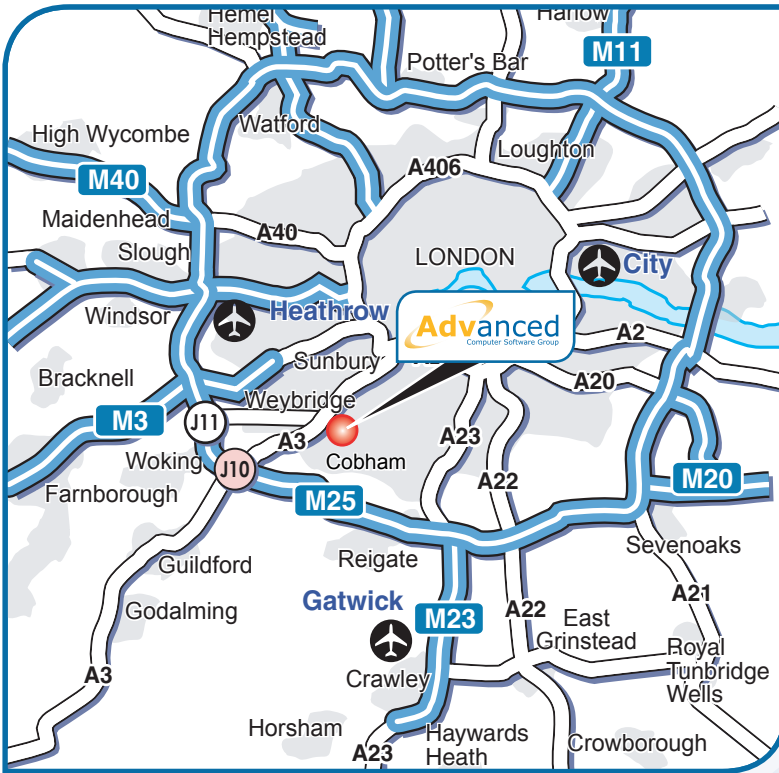 Hemel
Hempstead
Harlow
M11
Potter's Bar
Watford
High Wycombe
Loughton
A406
M40
Maidenhead
A40
Slough
LONDON
City
Windsor
Heathrow
Advanced
Computer Software Group
A2
Sunbury
Bracknell
A20
Weybridge
M3
J11
A3
A23
Woking
J10
Cobham
A22
M20
Farnborough
M25
Sevenoaks
Reigate
Guildford
Gatwick
A21
Godalming
M23
A22
East
Grinstead
Royal
Tunbridge
Wells
A3
Crawley
Horsham
Haywards
Heath
A23
Crowborough